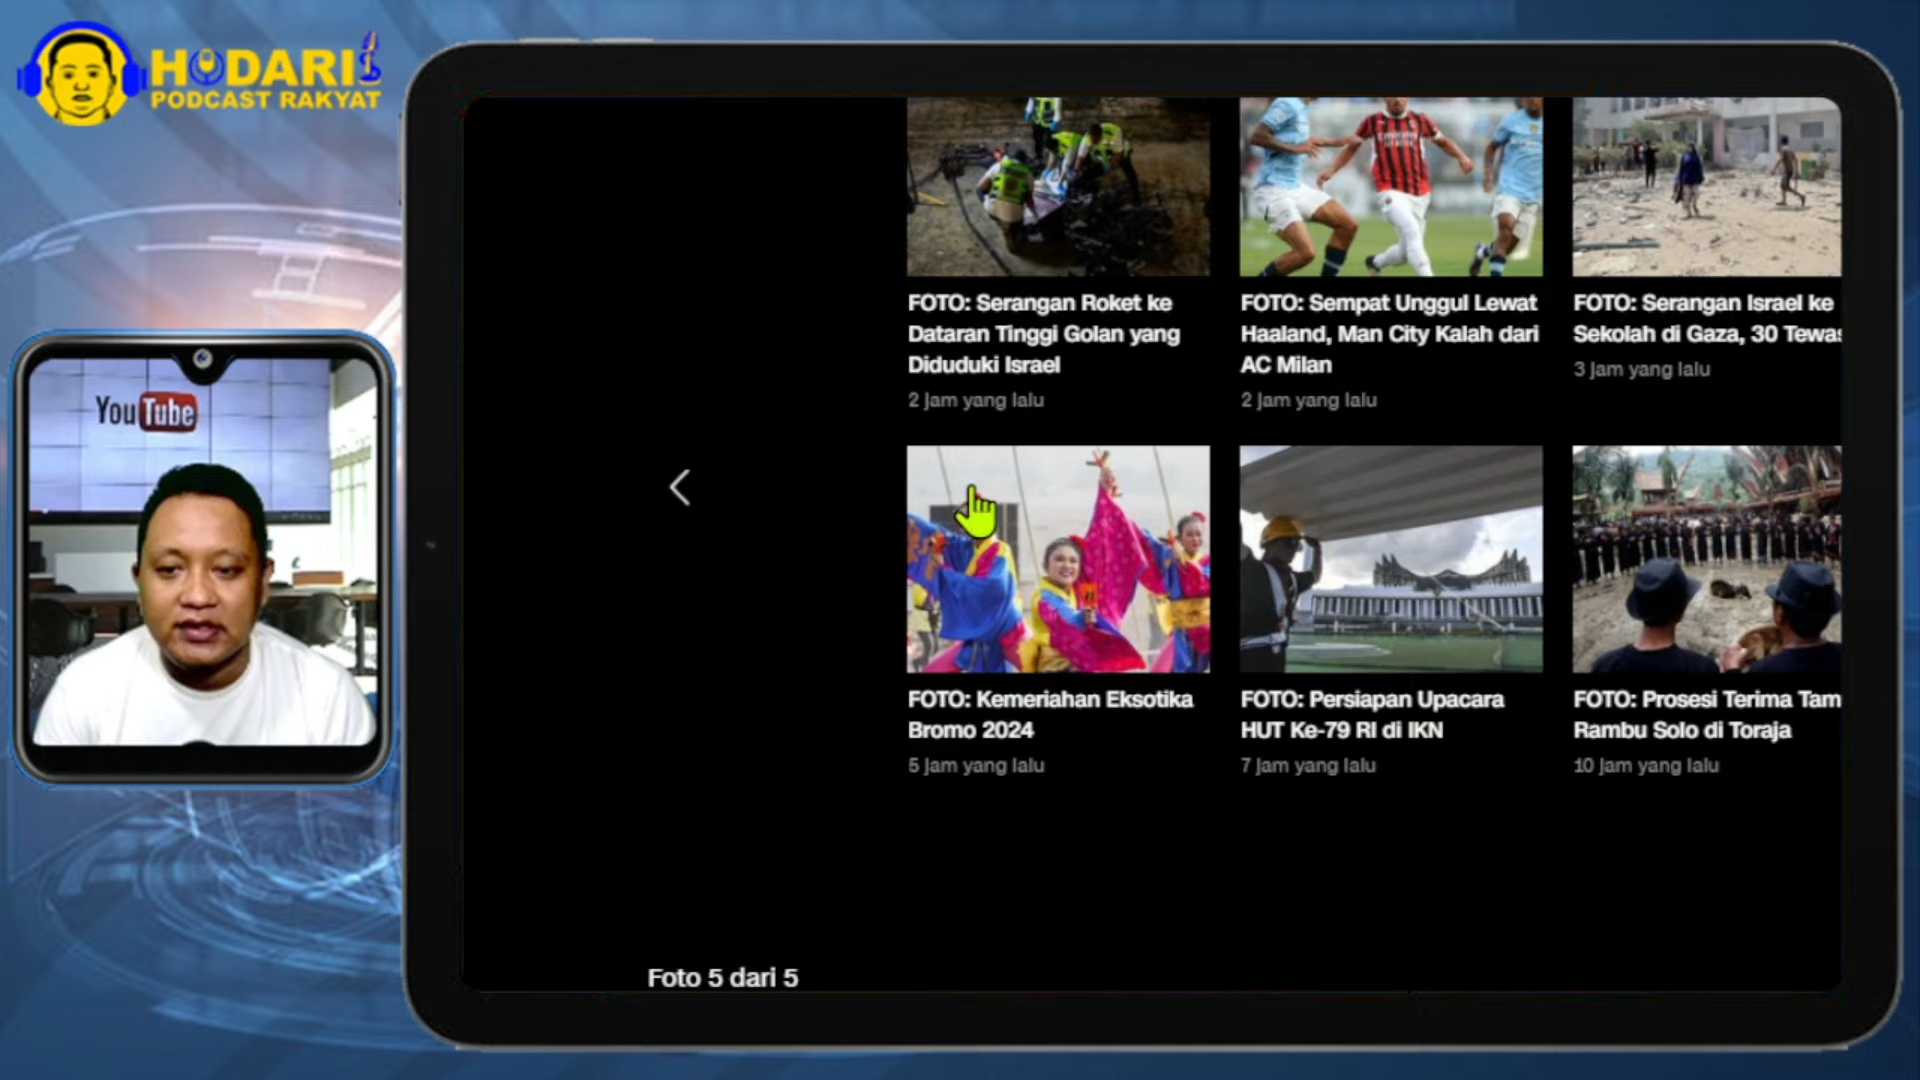 HODARI
PODCAST RAKYAT
YouTube
FOTO: Serangan Roket ke
Dataran Tinggi Golan yang
Diduduki Israel
2 jam yang lalu
FOTO: Sempat Unggul Lewat
Haaland, Man City Kalah dari
AC Milan
2 jam yang lalu
FOTO: Serangan Israel ke
Sekolah di Gaza, 30 Tewas
3 jam yang lalu
FOTO: Kemeriahan Eksotika
Bromo 2024
5 jam yang lalu
FOTO: Persiapan Upacara
HUT Ke-79 RI di IKN
7 jam yang lalu
FOTO: Prosesi Terima Tam
Rambu Solo di Toraja
10 jam yang lalu
Foto 5 dari 5